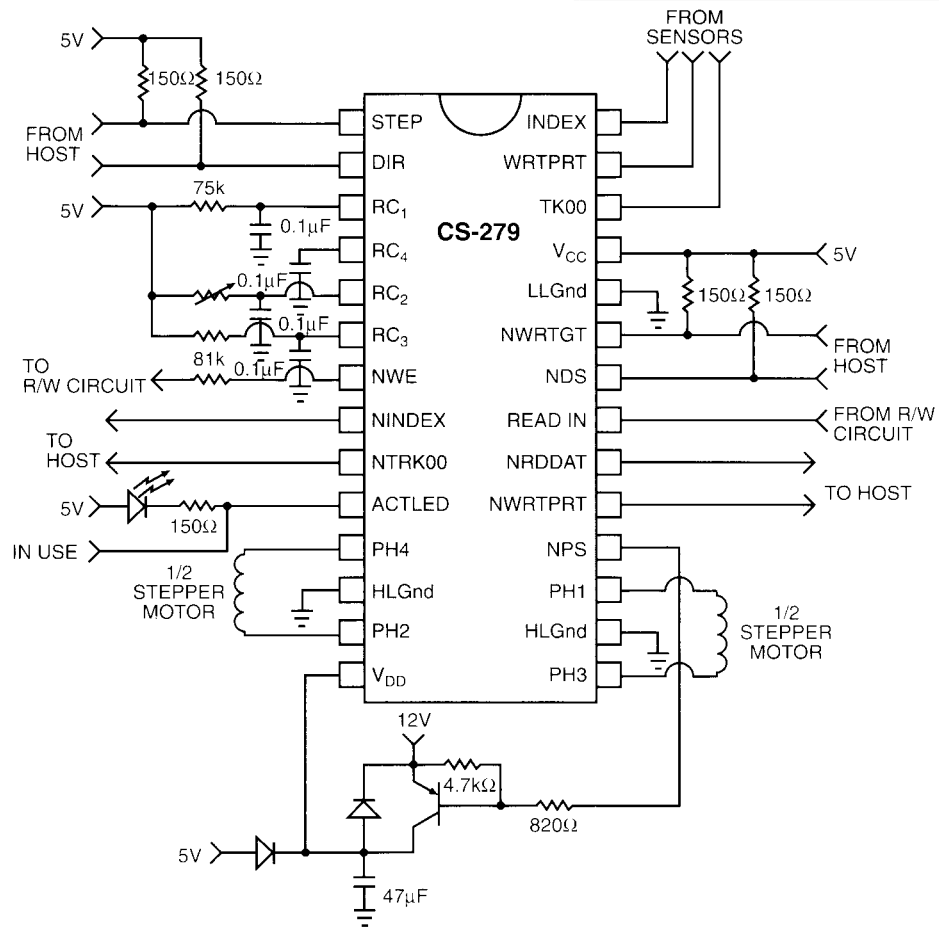 FROM
SENSORS
5V
150Ω
150Ω
FROM
HOST
STEP
DIR
INDEX
WRTPRT
TK00
CS-279
5V
75k
0.1µF
RC1
RC4
0.1µF
RC2
0.1µF
RC3
81k
0.1µF
TO
R/W CIRCUIT
NWE
NINDEX
TO
HOST
NTRK00
5V
150Ω
ACTLED
IN USE
PH4
1/2
STEPPER
MOTOR
HLGnd
PH2
VDD
VCC
5V
LLGnd
150Ω
150Ω
NWRTGT
FROM
HOST
NDS
READ IN
FROM R/W
CIRCUIT
NRDDAT
NWRTPRT
TO HOST
NPS
PH1
HLGnd
PH3
1/2
STEPPER
MOTOR
12V
4.7kΩ
820Ω
5V
47µF